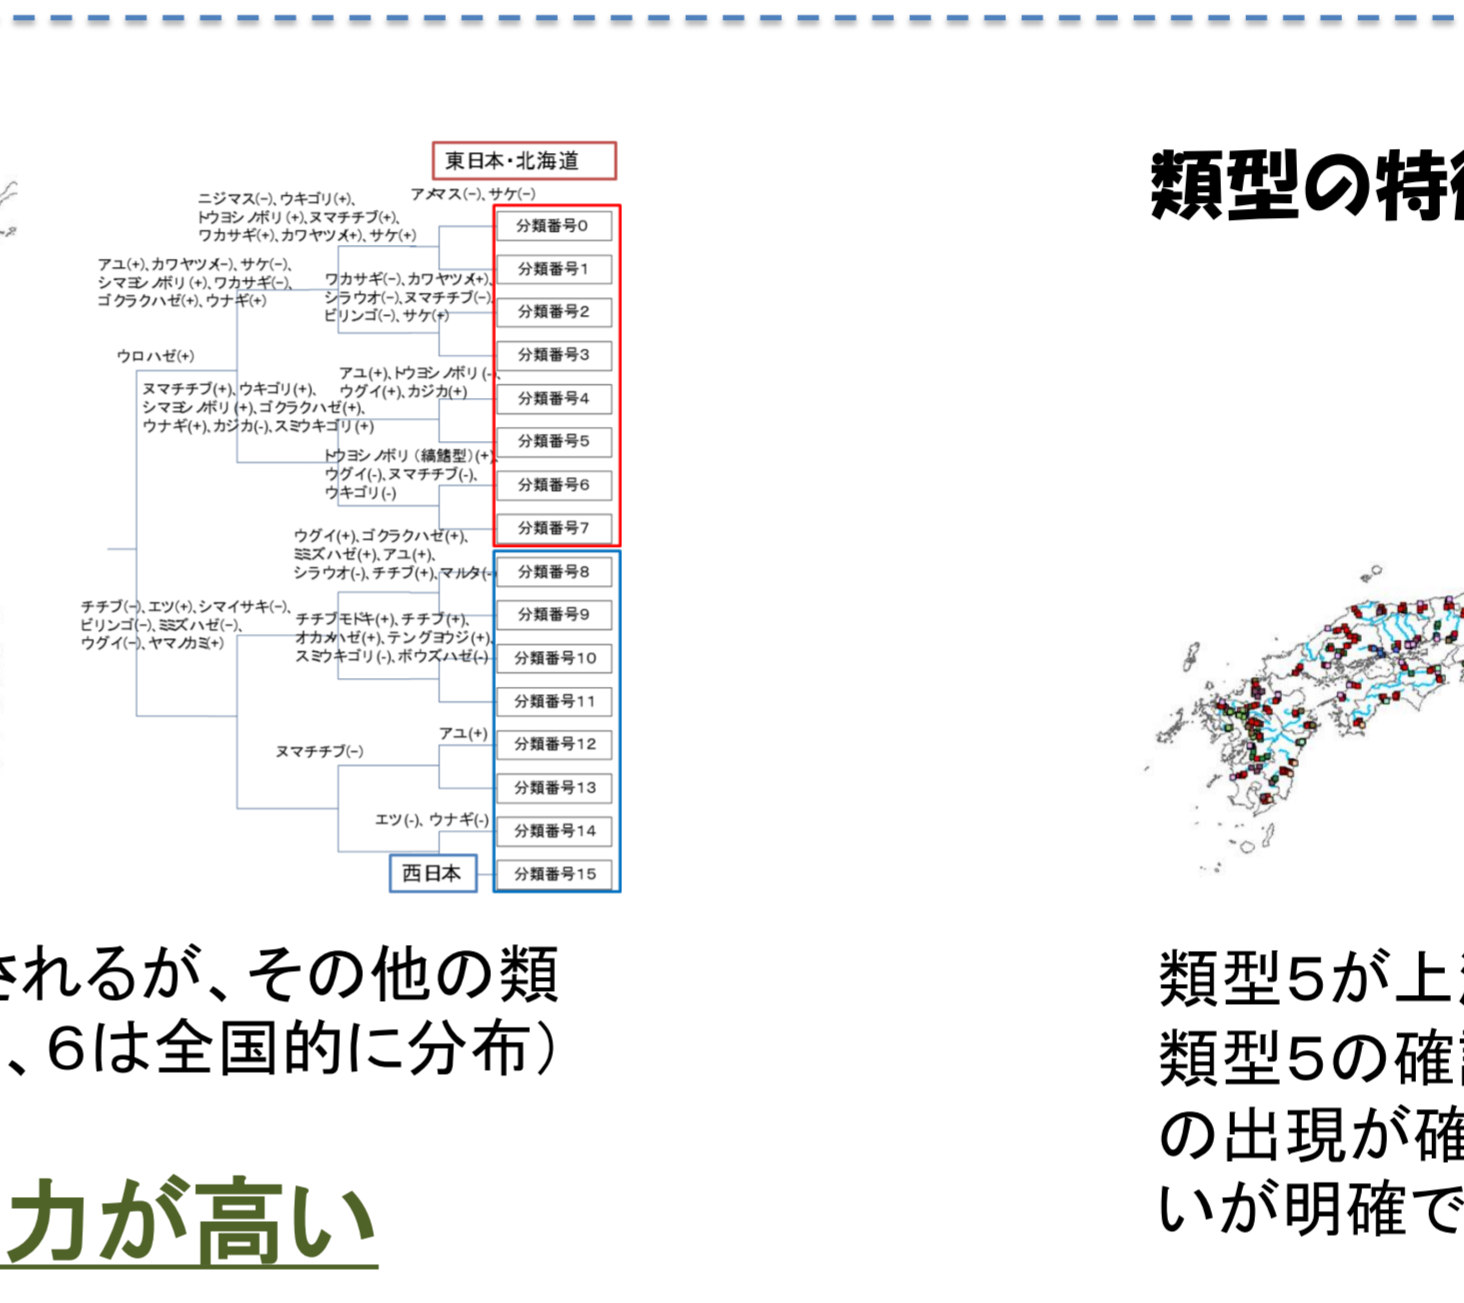 東日本・北海道
アメマス(−)、サケ(−)
ニジマス(−)、ウキゴリ(+)、
トウヨシノボリ(+)、ヌマチチブ(+)、
ワカサギ(+)、カワヤツメ(+)、サケ(+)
分類番号0
アユ(+)、カワヤツメ(−)、サケ(−)、
シマヨシノボリ(+)、ワカサギ(−)、
ゴクラクハゼ(+)、ウナギ(+)
分類番号1
ワカサギ(−)、カワヤツメ(+)、
シラウオ(−)、ヌマチチブ(−)、
ビリンゴ(−)、サケ(+)
分類番号2
分類番号3
ウロハゼ(+)
アユ(+)、トウヨシノボリ(-)、
ウグイ(+)、カジカ(+)
分類番号4
ヌマチチブ(+)、ウキゴリ(+)、
シマヨシノボリ(+)、ゴクラクハゼ(+)、
ウナギ(+)、カジカ(-)、スミウキゴリ(+)
分類番号5
トウヨシノボリ（縞鰭型）(+)、
ウグイ(-)、ヌマチチブ(-)、
ウキゴリ(-)
分類番号6
分類番号7
ウグイ(+)、ゴクラクハゼ(+)、
ミミズハゼ(+)、アユ(+)、
シラウオ(-)、チチブ(+)、マルタ(-)
分類番号8
チチブ(−)、エツ(+)、シマイサキ(−)、
ビリンゴ(−)、ミミズハゼ(−)、
ウグイ(−)、ヤマノカミ(+)
分類番号9
チチブモドキ(+)、チチブ(+)、
オカメハゼ(+)、テングヨウジ(+)、
スミウキゴリ(-)、ボウズハゼ(-)
分類番号10
分類番号11
アユ(+)
分類番号12
ヌマチチブ(−)
分類番号13
エツ(-)、ウナギ(-)
分類番号14
西日本
分類番号15
されるが、その他の類
、6は全国的に分布）
力が高い
類型の特徴
類型5が上流
類型5の確認
の出現が確
いが明確で